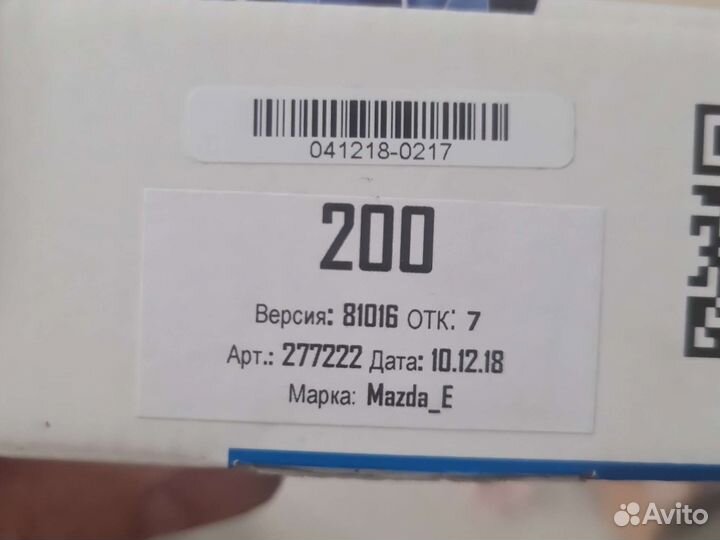 041218-0217
200
Версия: 81016 ОТК: 7
Арт.: 277222 Дата: 10.12.18
Марка: Mazda_E
Avito